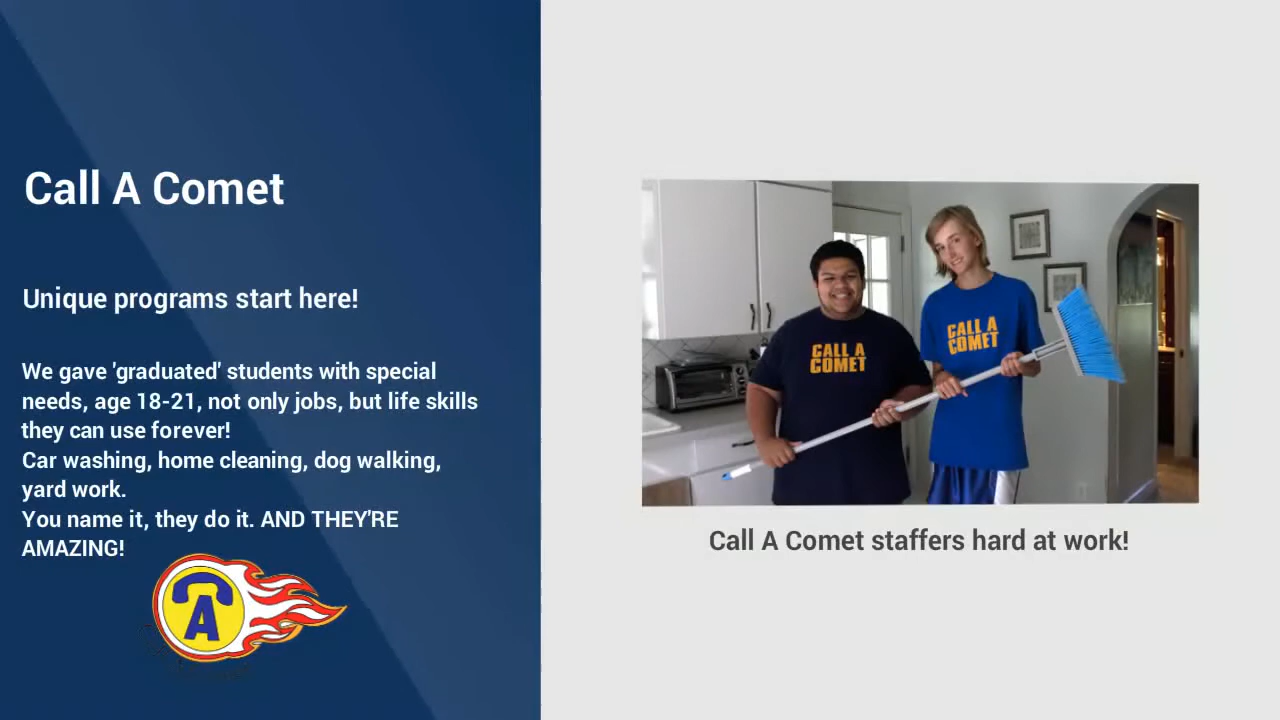 Call A Comet
Unique programs start here!
We gave 'graduated' students with special
needs, age 18-21, not only jobs, but life skills
they can use forever!
Car washing, home cleaning, dog walking,
yard work.
You name it, they do it. AND THEY'RE
AMAZING!
A
CALL A
COMET
CALL A
COMET
Call A Comet staffers hard at work!